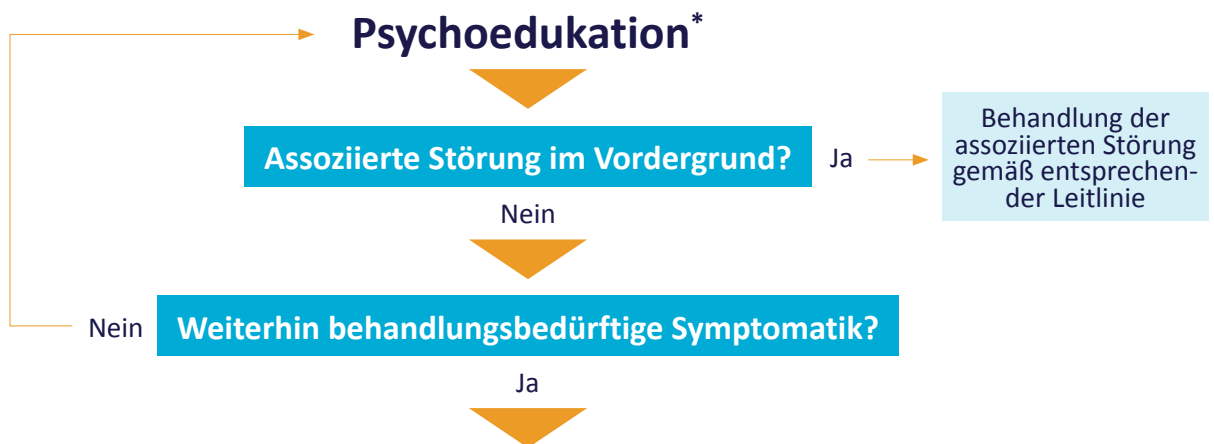 Psychoedukation*
Assoziierte Störung im Vordergrund?
Ja
Behandlung der
assoziierten Störung
gemäß entsprechen-
der Leitlinie
Nein
Nein
Weiterhin behandlungsbedürftige Symptomatik?
Ja